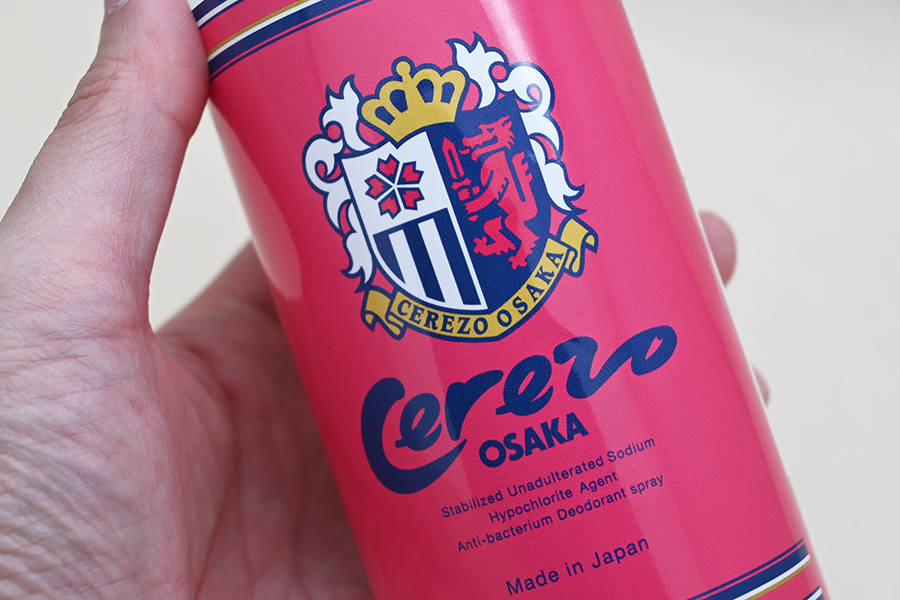 CEREZO OSAKA
Cerezo
OSAKA
Stabilized Unadulterated Sodium
Hypochlorite Agent
Anti-bacterium Deodorant spray
Made in Japan